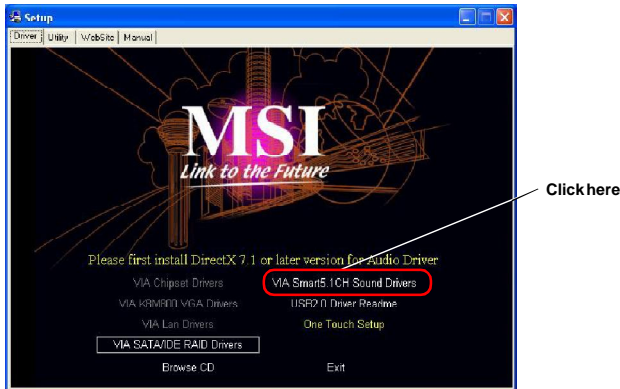 Setup
Driver Utility WebSite Manual
MSI
Link to the Future
Click here
Please first install DirectX 7.1 or later version for Audio Driver
VIA Chipset Drivers
VIA Smart5.1CH Sound Drivers
VIA K8M800 VGA Drivers
USB2.0 Driver Readme
VIA Lan Drivers
One Touch Setup
VIA SATA/IDE RAID Drivers
Browse CD
Exit